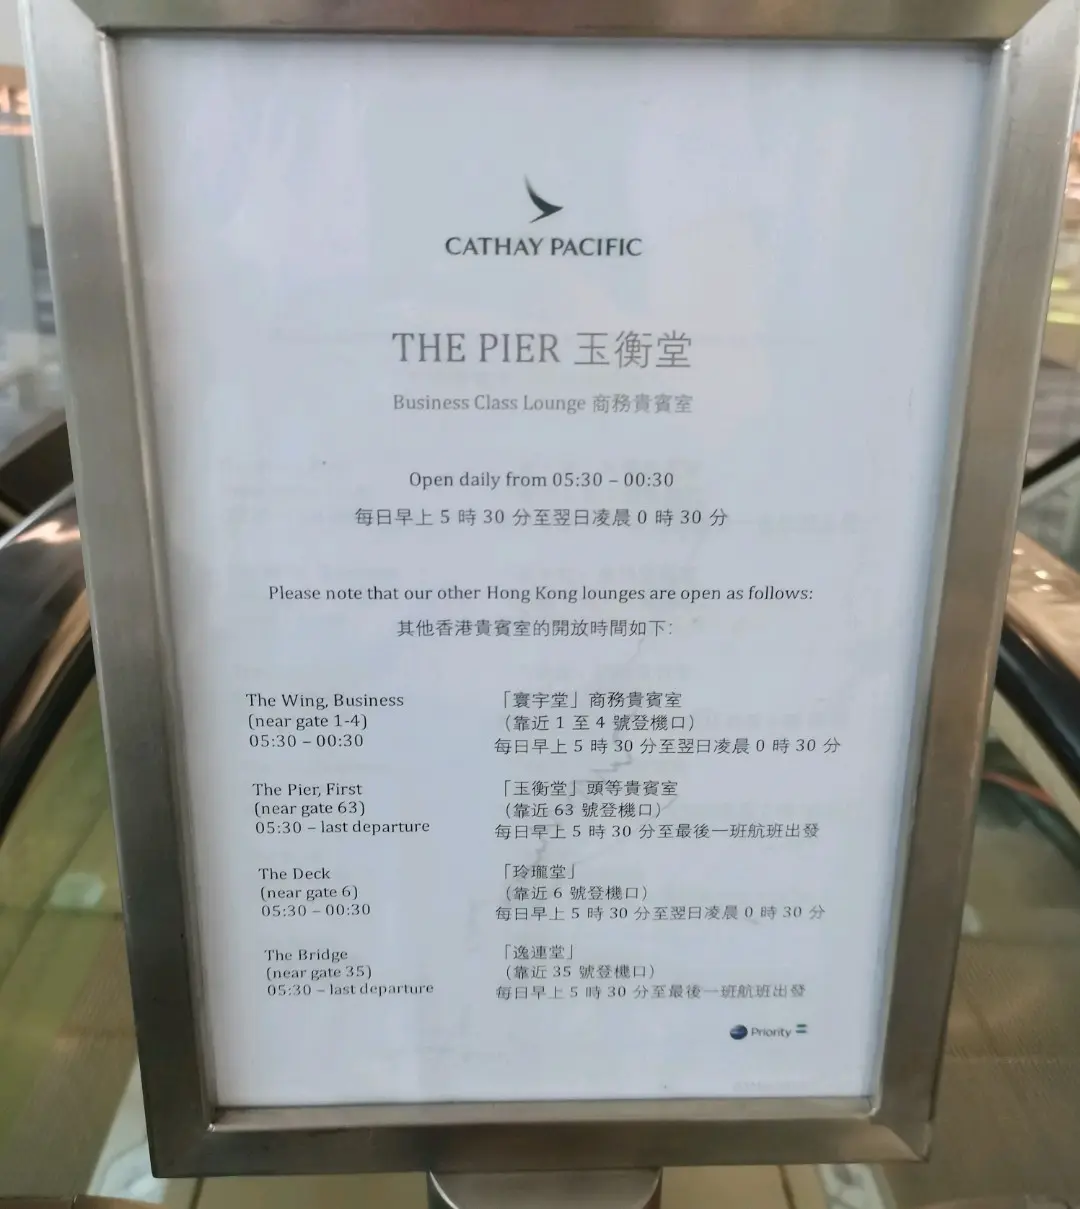 CATHAY PACIFIC
THE PIER 玉衡堂
Business Class Lounge 商務貴賓室
Open daily from 05:30 – 00:30
每日早上 5 時 30 分至翌日凌晨 0 時 30 分
Please note that our other Hong Kong lounges are open as follows:
其他香港貴賓室的開放時間如下：
The Wing, Business
(near gate 1-4)
05:30 – 00:30
「寰宇堂」商務貴賓室
（靠近 1 至 4 號登機口）
每日早上 5 時 30 分至翌日凌晨 0 時 30 分
The Pier, First
(near gate 63)
05:30 – last departure
「玉衡堂」頭等貴賓室
（靠近 63 號登機口）
每日早上 5 時 30 分至最後一班航班出發
The Deck
(near gate 6)
05:30 – 00:30
「玲瓏堂」
（靠近 6 號登機口）
每日早上 5 時 30 分至翌日凌晨 0 時 30 分
The Bridge
(near gate 35)
05:30 – last departure
「逸連堂」
（靠近 35 號登機口）
每日早上 5 時 30 分至最後一班航班出發
Priority